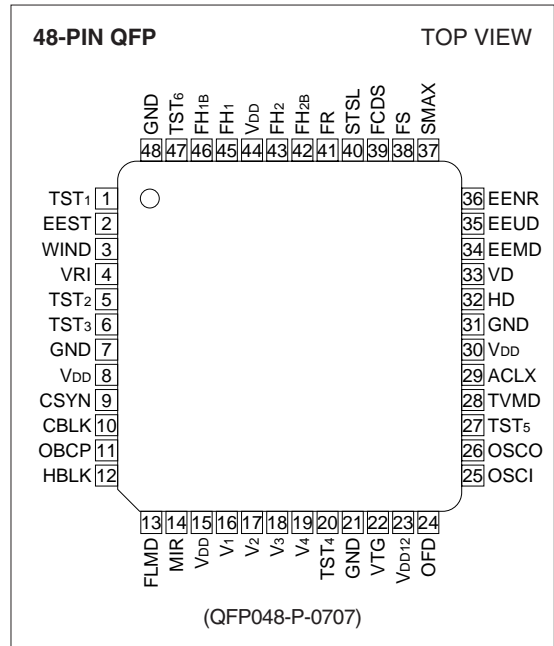 48-PIN QFP TOP VIEW
GND TST6 FH1B FH1 VDD FH2 FH2B FR STSL FCDS FS SMAX
48 47 46 45 44 43 42 41 40 39 38 37
TST1 1
EEST 2
WIND 3
VRI 4
TST2 5
TST3 6
GND 7
VDD 8
CSYN 9
CBLK 10
OBCP 11
HBLK 12
36 EENR
35 EEUD
34 EEMD
33 VD
32 HD
31 GND
30 VDD
29 ACLX
28 TVMD
27 TST5
26 OSCO
25 OSCI
13 14 15 16 17 18 19 20 21 22 23 24
FLMD MIR VDD V1 V2 V3 V4 TST4 GND VTG VDD12 OFD
(QFP048-P-0707)